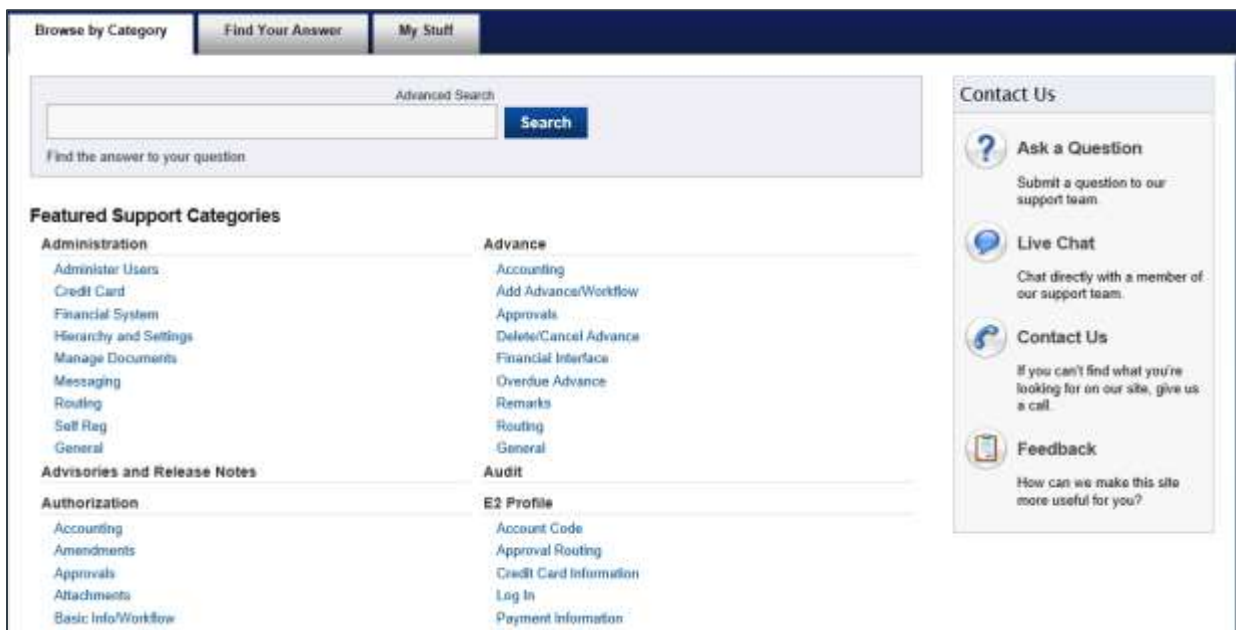 Browse by Category
Find Your Answer
My Stuff
Advanced Search
Search
Find the answer to your question
Featured Support Categories
Administration
Administer Users
Credit Card
Financial System
Hierarchy and Settings
Manage Documents
Messaging
Routing
Self Reg
General
Advisories and Release Notes
Authorization
Accounting
Amendments
Approvals
Attachments
Basic Info/Workflow
Advance
Accounting
Add Advance/Workflow
Approvals
Delete/Cancel Advance
Financial Interface
Overdue Advance
Remarks
Routing
General
Audit
E2 Profile
Account Code
Approval Routing
Credit Card Information
Log In
Payment Information
Contact Us
Ask a Question
Submit a question to our
support team.
Live Chat
Chat directly with a member of
our support team.
Contact Us
If you can't find what you're
looking for on our site, give us
a call.
Feedback
How can we make this site
more useful for you?